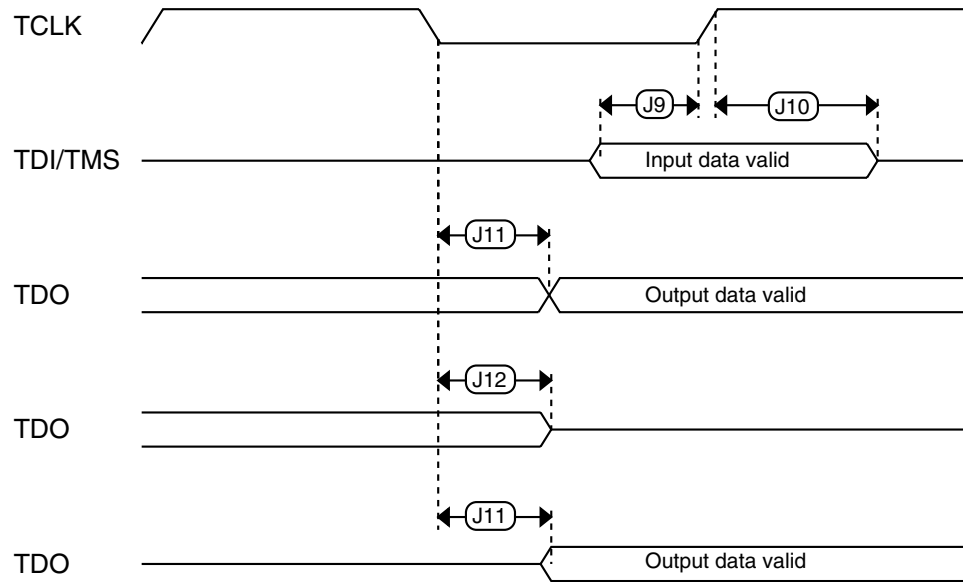 TCLK
J9
J10
TDI/TMS
Input data valid
J11
TDO
Output data valid
J12
TDO
J11
TDO
Output data valid